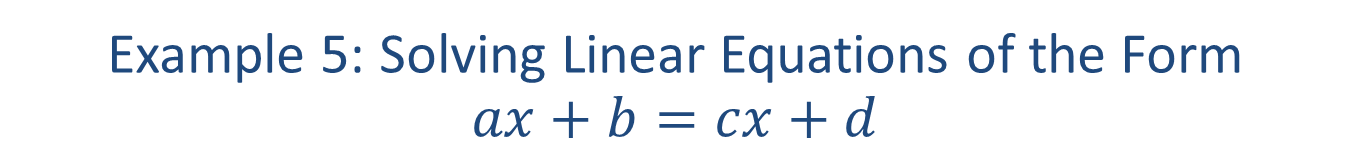 Example 5: Solving Linear Equations of the Form
𝑎𝑥 + 𝑏 = 𝑐𝑥 + 𝑑